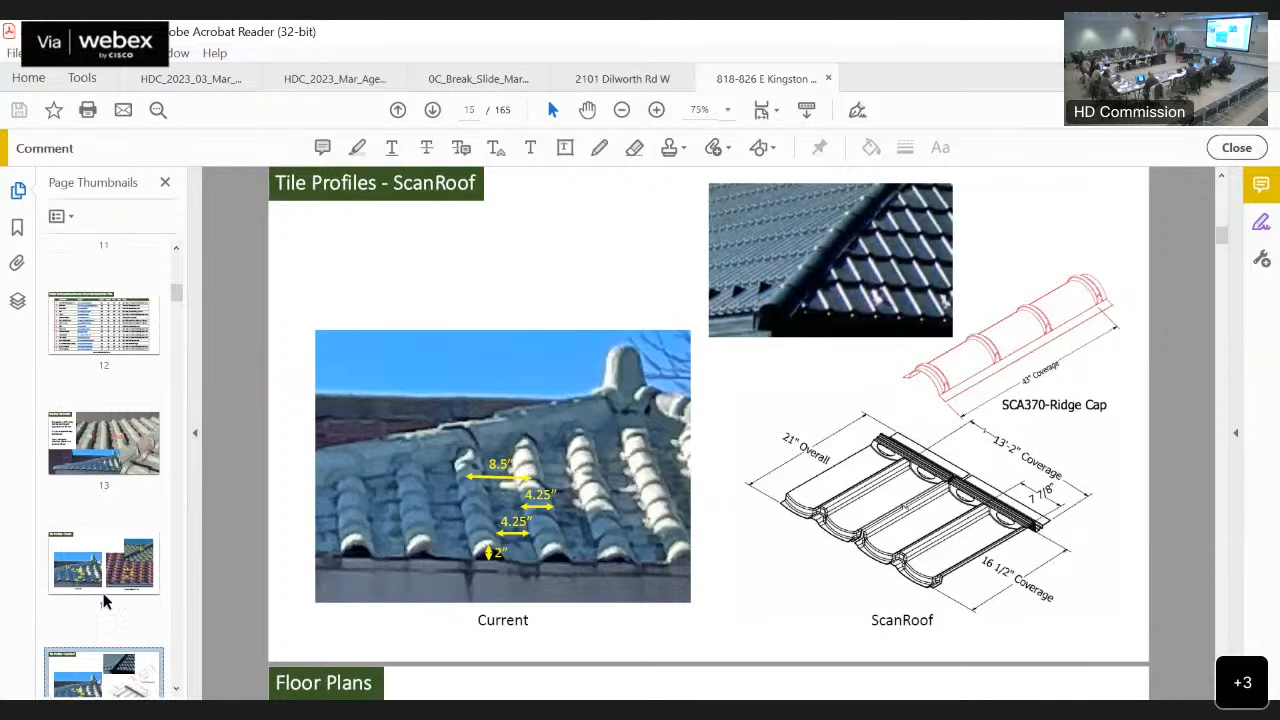 Via webex
by CISCO
obe Acrobat Reader (32-bit)
Help
Home
Tools
HDC_2023_03_Mar_...
HDC_2023_Mar_Age...
0C_Break_Slide_Mar...
2101 Dilworth Rd W
818-826 E Kingston ...
15 / 165
75%
HD Commission
Comment
Aa
Close
Page Thumbnails
11
12
13
Tile Profiles - ScanRoof
8.5"
4.25"
4.25"
2"
Current
43" Coverage
SCA370-Ridge Cap
21" Overall
13'-2" Coverage
7 7/8"
16 1/2" Coverage
ScanRoof
Floor Plans
+3